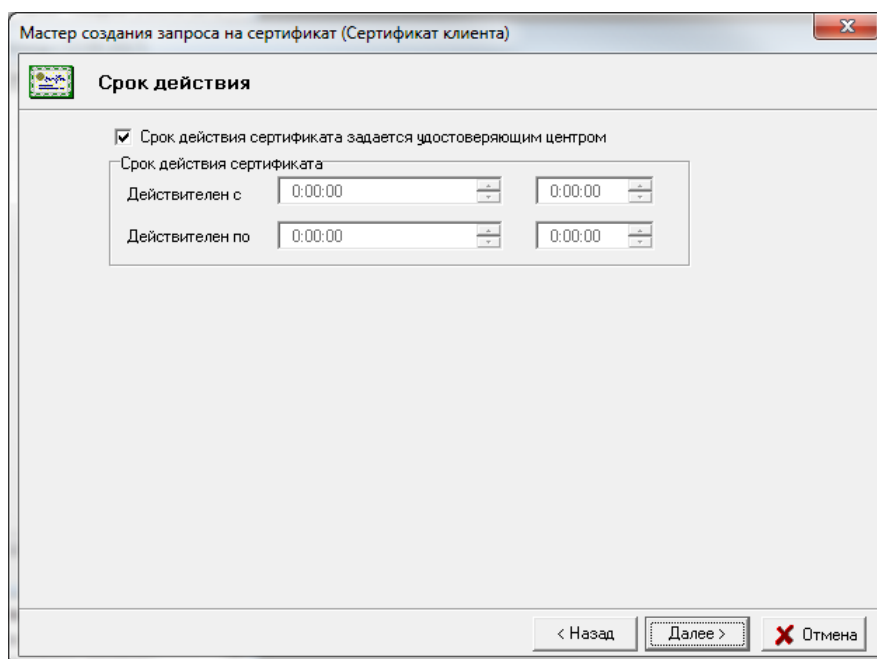 Мастер создания запроса на сертификат (Сертификат клиента)
Срок действия
Срок действия сертификата задается удостоверяющим центром
Срок действия сертификата
Действителен с 0:00:00 0:00:00
Действителен по 0:00:00 0:00:00
< Назад Далее > Отмена